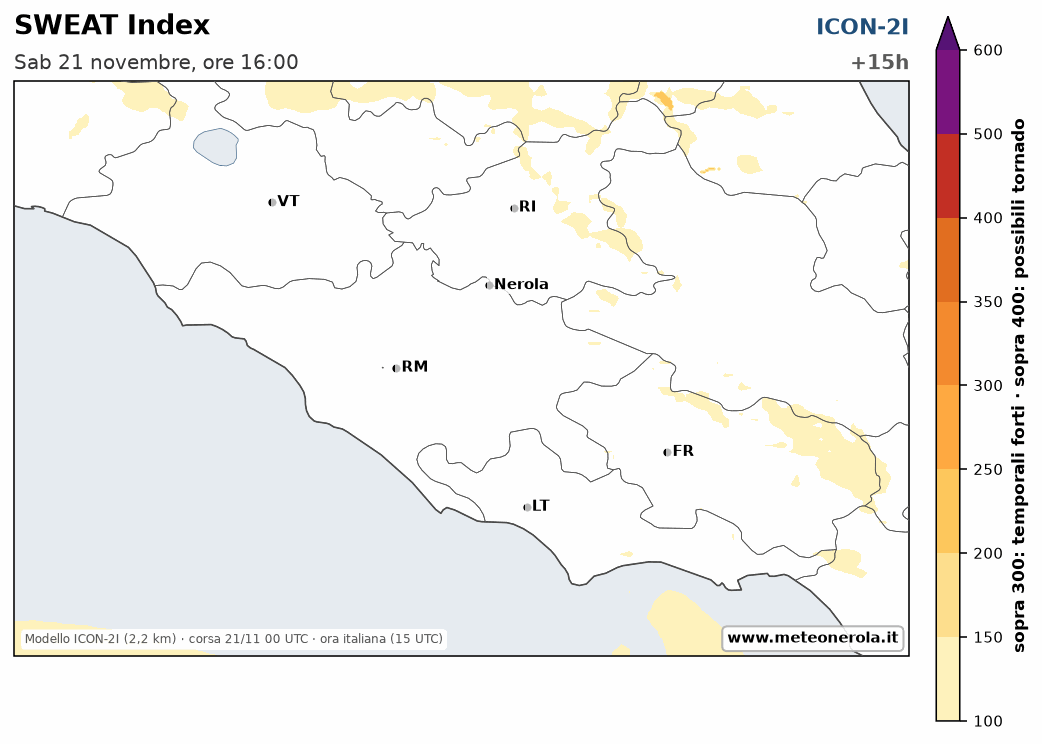 SWEAT Index
ICON-2I
Sab 21 novembre, ore 16:00
+15h
VT
RI
Nerola
RM
FR
LT
Modello ICON-2I (2,2 km) · corsa 21/11 00 UTC · ora italiana (15 UTC)
www.meteonerola.it
600
500
400
350
300
250
200
150
100
sopra 300: temporali forti · sopra 400: possibili tornado